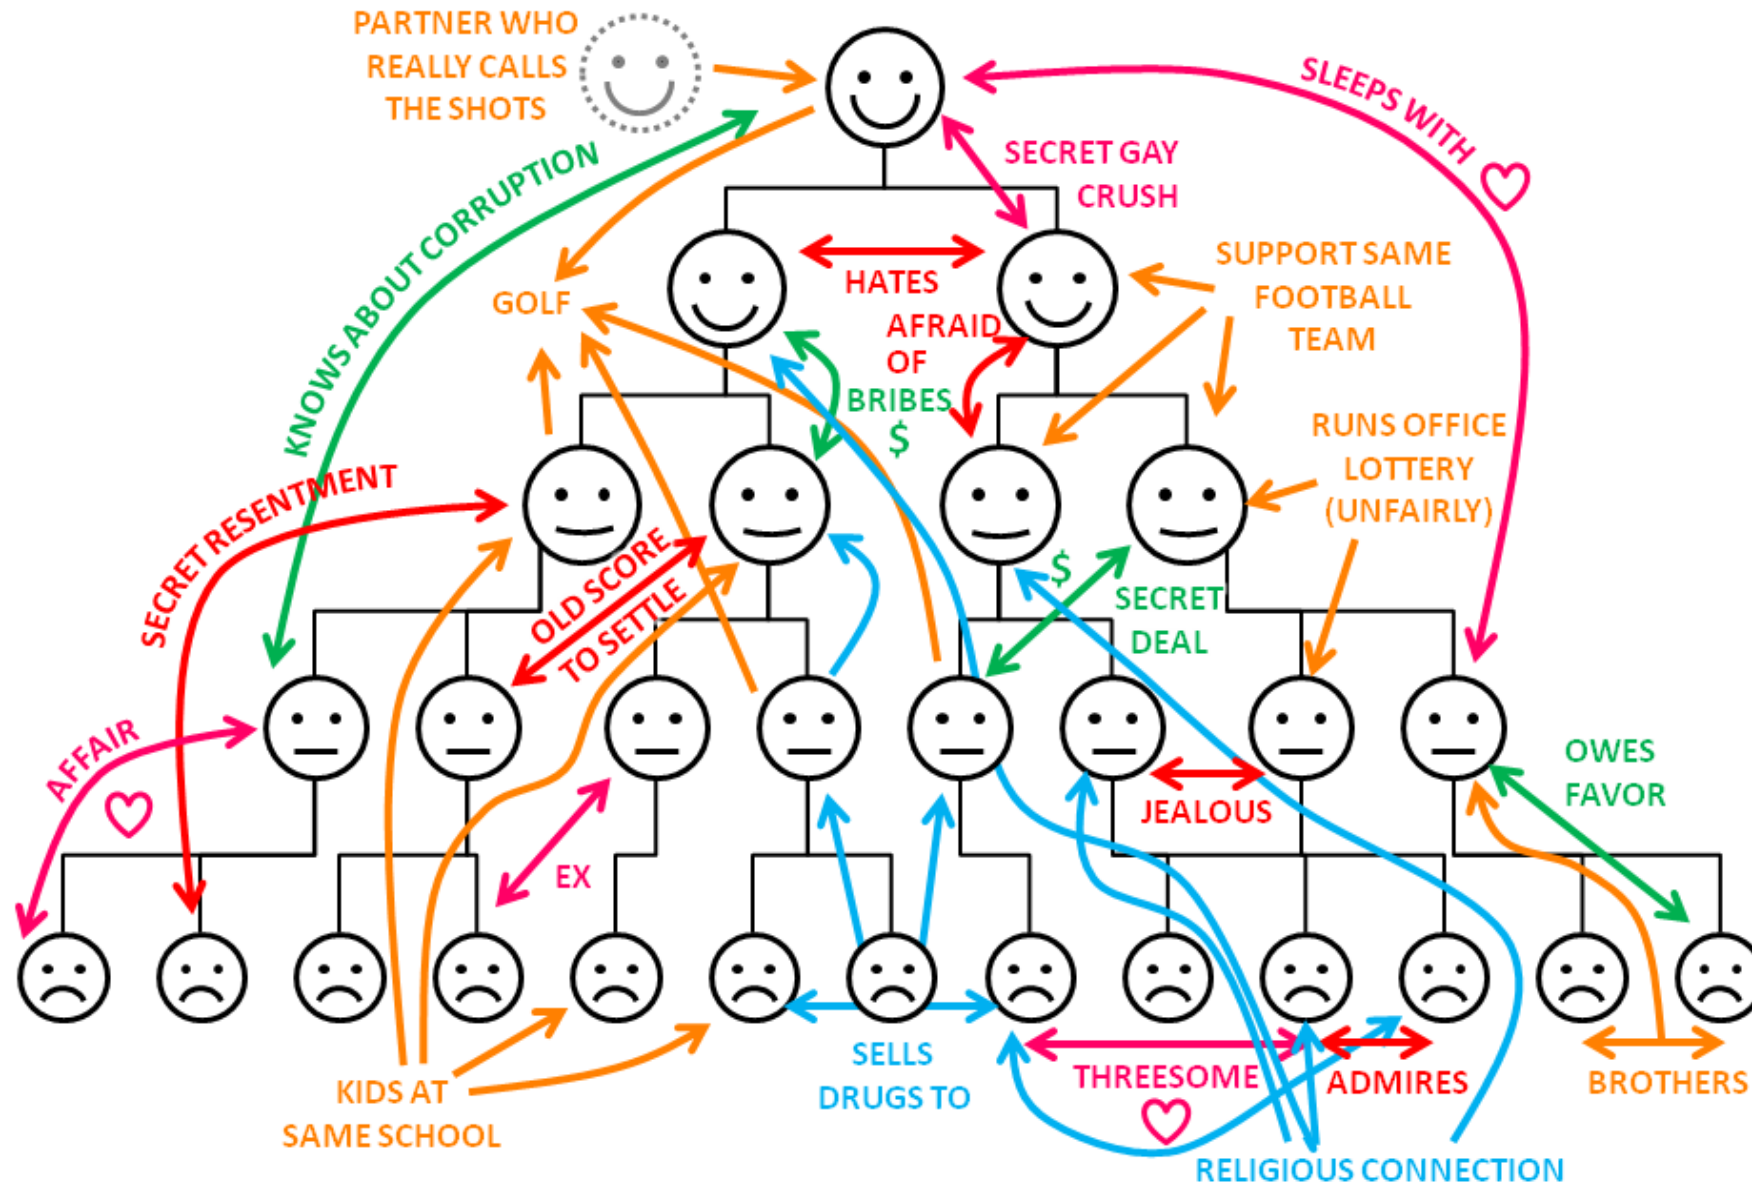 PARTNER WHO
REALLY CALLS
THE SHOTS
SLEEPS WITH
SECRET GAY
CRUSH
KNOWS ABOUT CORRUPTION
GOLF
HATES
SUPPORT SAME
FOOTBALL
TEAM
AFRAID
OF
BRIBES
$
RUNS OFFICE
LOTTERY
(UNFAIRLY)
SECRET RESENTMENT
OLD SCORE
TO SETTLE
$
SECRET
DEAL
AFFAIR
OWES
FAVOR
JEALOUS
EX
SELLS
DRUGS TO
KIDS AT
SAME SCHOOL
THREESOME
ADMIRES
BROTHERS
RELIGIOUS CONNECTION